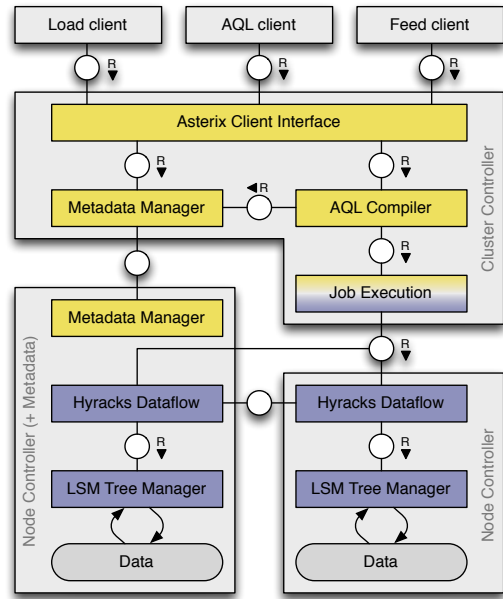 Load client
AQL client
Feed client
R
R
R
Asterix Client Interface
R
R
Metadata Manager
R
AQL Compiler
R
Job Execution
Cluster Controller
Metadata Manager
R
Hyracks Dataflow
Hyracks Dataflow
R
R
LSM Tree Manager
LSM Tree Manager
Data
Data
Node Controller (+ Metadata)
Node Controller